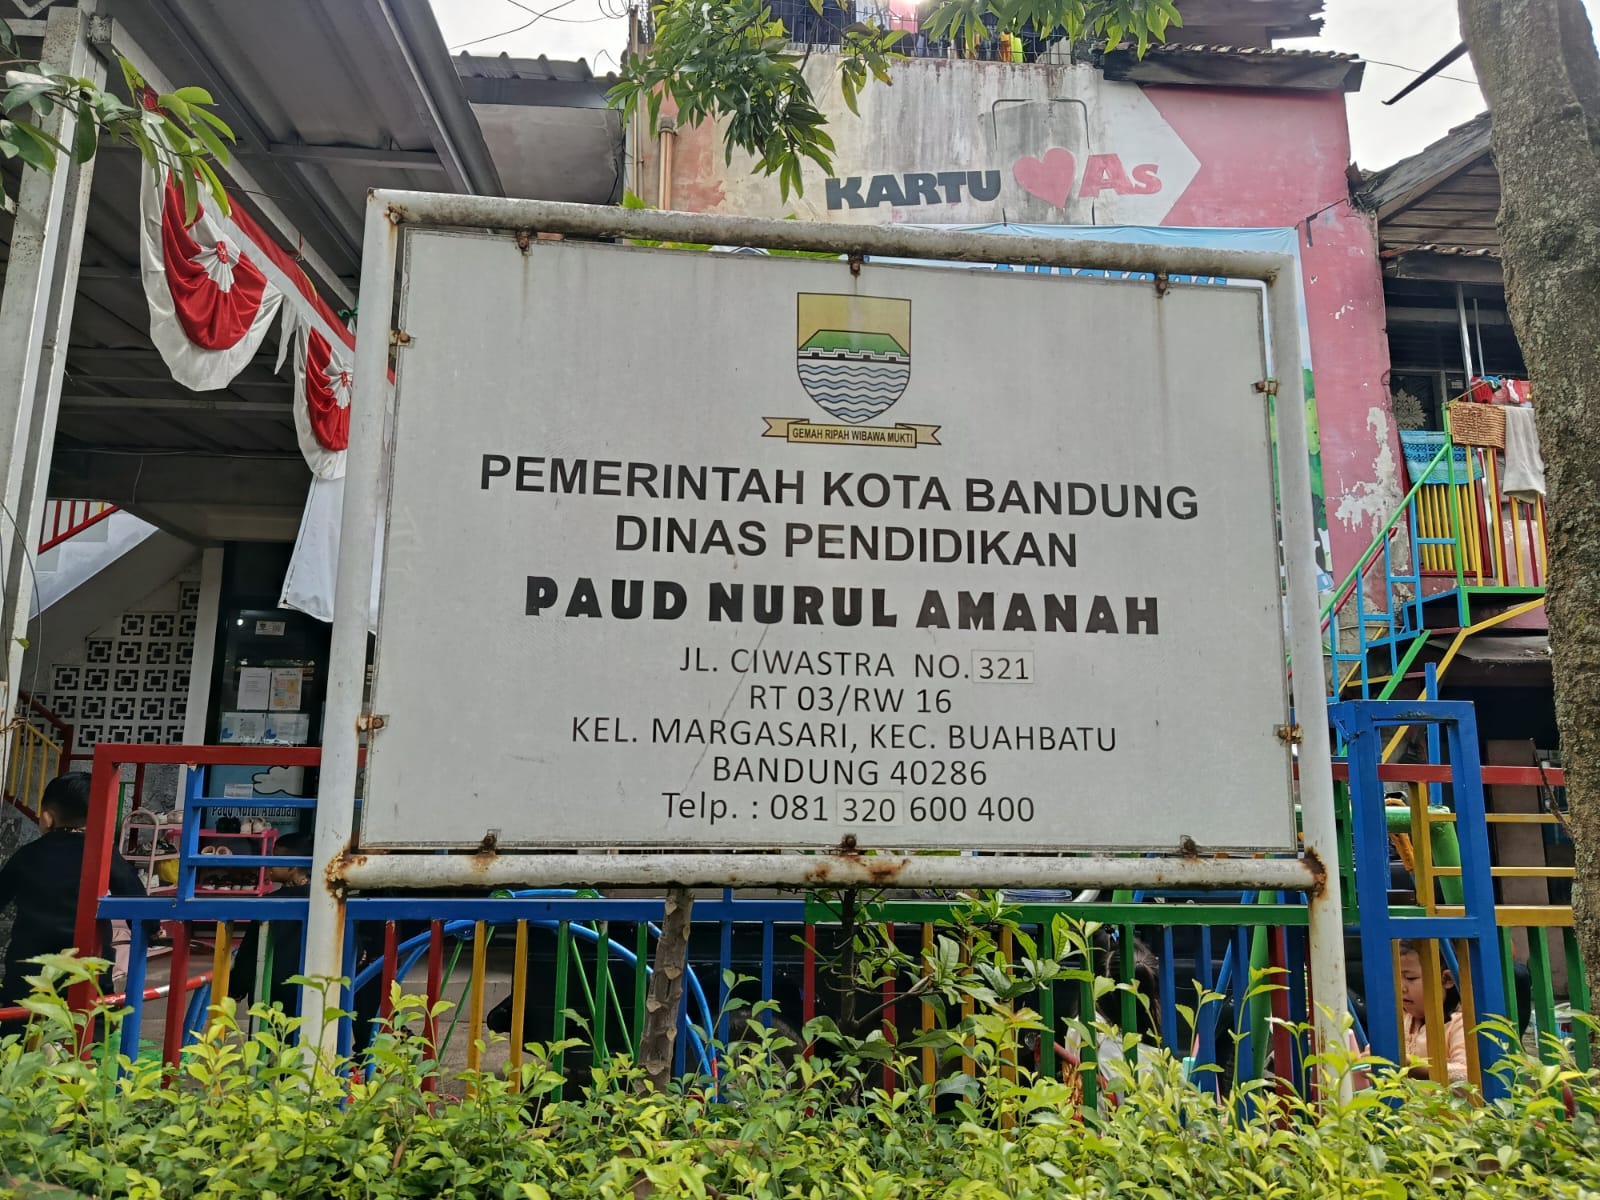 KARTU As
GEMAH RIPAH WIBAWA MUKTI
PEMERINTAH KOTA BANDUNG
DINAS PENDIDIKAN
PAUD NURUL AMANAH
JL. CIWASTRA NO. 321
RT 03/RW 16
KEL. MARGASARI, KEC. BUAHBATU
BANDUNG 40286
Telp. : 081 320 600 400